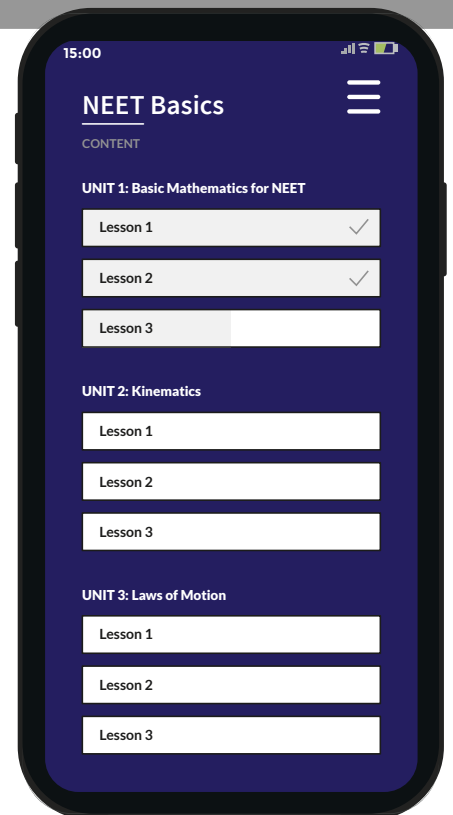 15:00
NEET Basics
CONTENT
UNIT 1: Basic Mathematics for NEET
Lesson 1
Lesson 2
Lesson 3
UNIT 2: Kinematics
Lesson 1
Lesson 2
Lesson 3
UNIT 3: Laws of Motion
Lesson 1
Lesson 2
Lesson 3